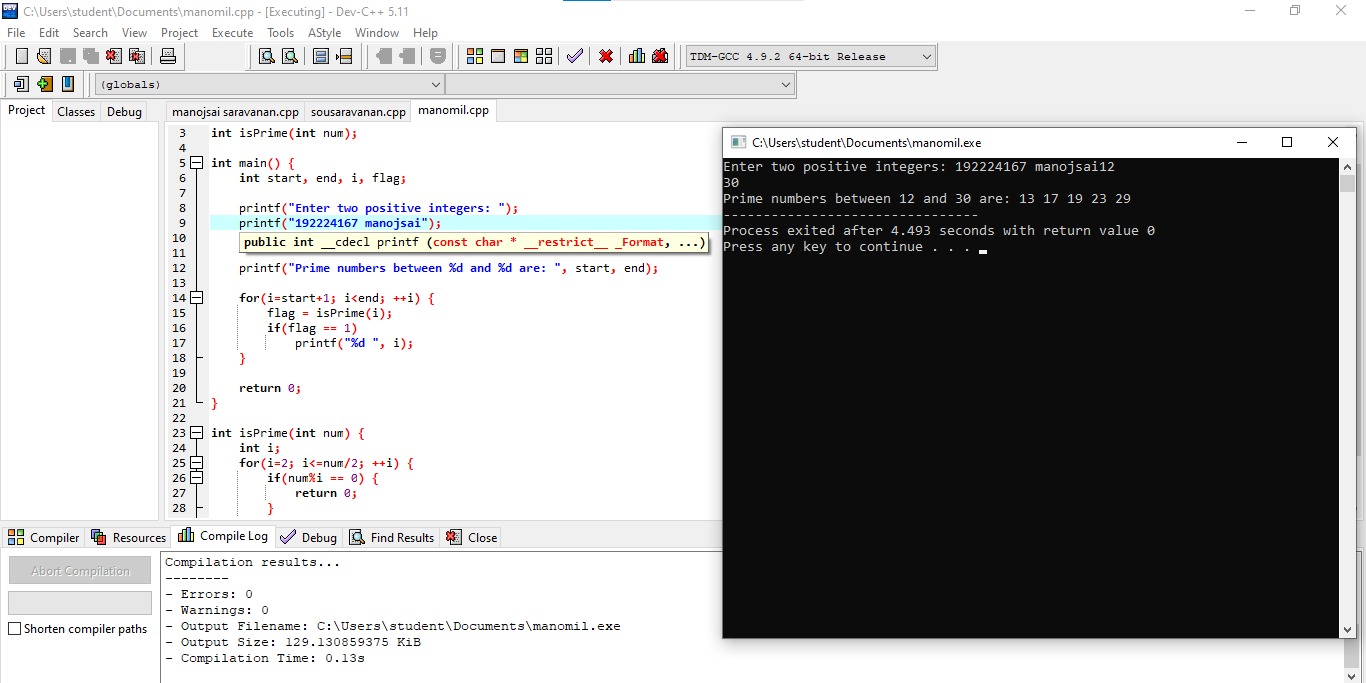 C:\Users\student\Documents\manomil.cpp - [Executing] - Dev-C++ 5.11
File Edit Search View Project Execute Tools AStyle Window Help
TDM-GCC 4.9.2 64-bit Release
(globals)
Project Classes Debug
manojsai saravanan.cpp sousaravanan.cpp manomil.cpp
3 int isPrime(int num);
4
5 int main() {
6 int start, end, i, flag;
7
8 printf("Enter two positive integers: ");
9 printf("192224167 manojsai");
10 public int __cdecl printf (const char * __restrict__ _Format, ...)
11
12 printf("Prime numbers between %d and %d are: ", start, end);
13
14 for(i=start+1; i<end; ++i) {
15 flag = isPrime(i);
16 if(flag == 1)
17 printf("%d ", i);
18 }
19
20 return 0;
21 }
22
23 int isPrime(int num) {
24 int i;
25 for(i=2; i<=num/2; ++i) {
26 if(num%i == 0) {
27 return 0;
28 }
C:\Users\student\Documents\manomil.exe
Enter two positive integers: 192224167 manojsai12
30
Prime numbers between 12 and 30 are: 13 17 19 23 29
--------------------------------
Process exited after 4.493 seconds with return value 0
Press any key to continue . . .
Compiler Resources Compile Log Debug Find Results Close
Abort Compilation
Shorten compiler paths
Compilation results...
--------
- Errors: 0
- Warnings: 0
- Output Filename: C:\Users\student\Documents\manomil.exe
- Output Size: 129.130859375 KiB
- Compilation Time: 0.13s